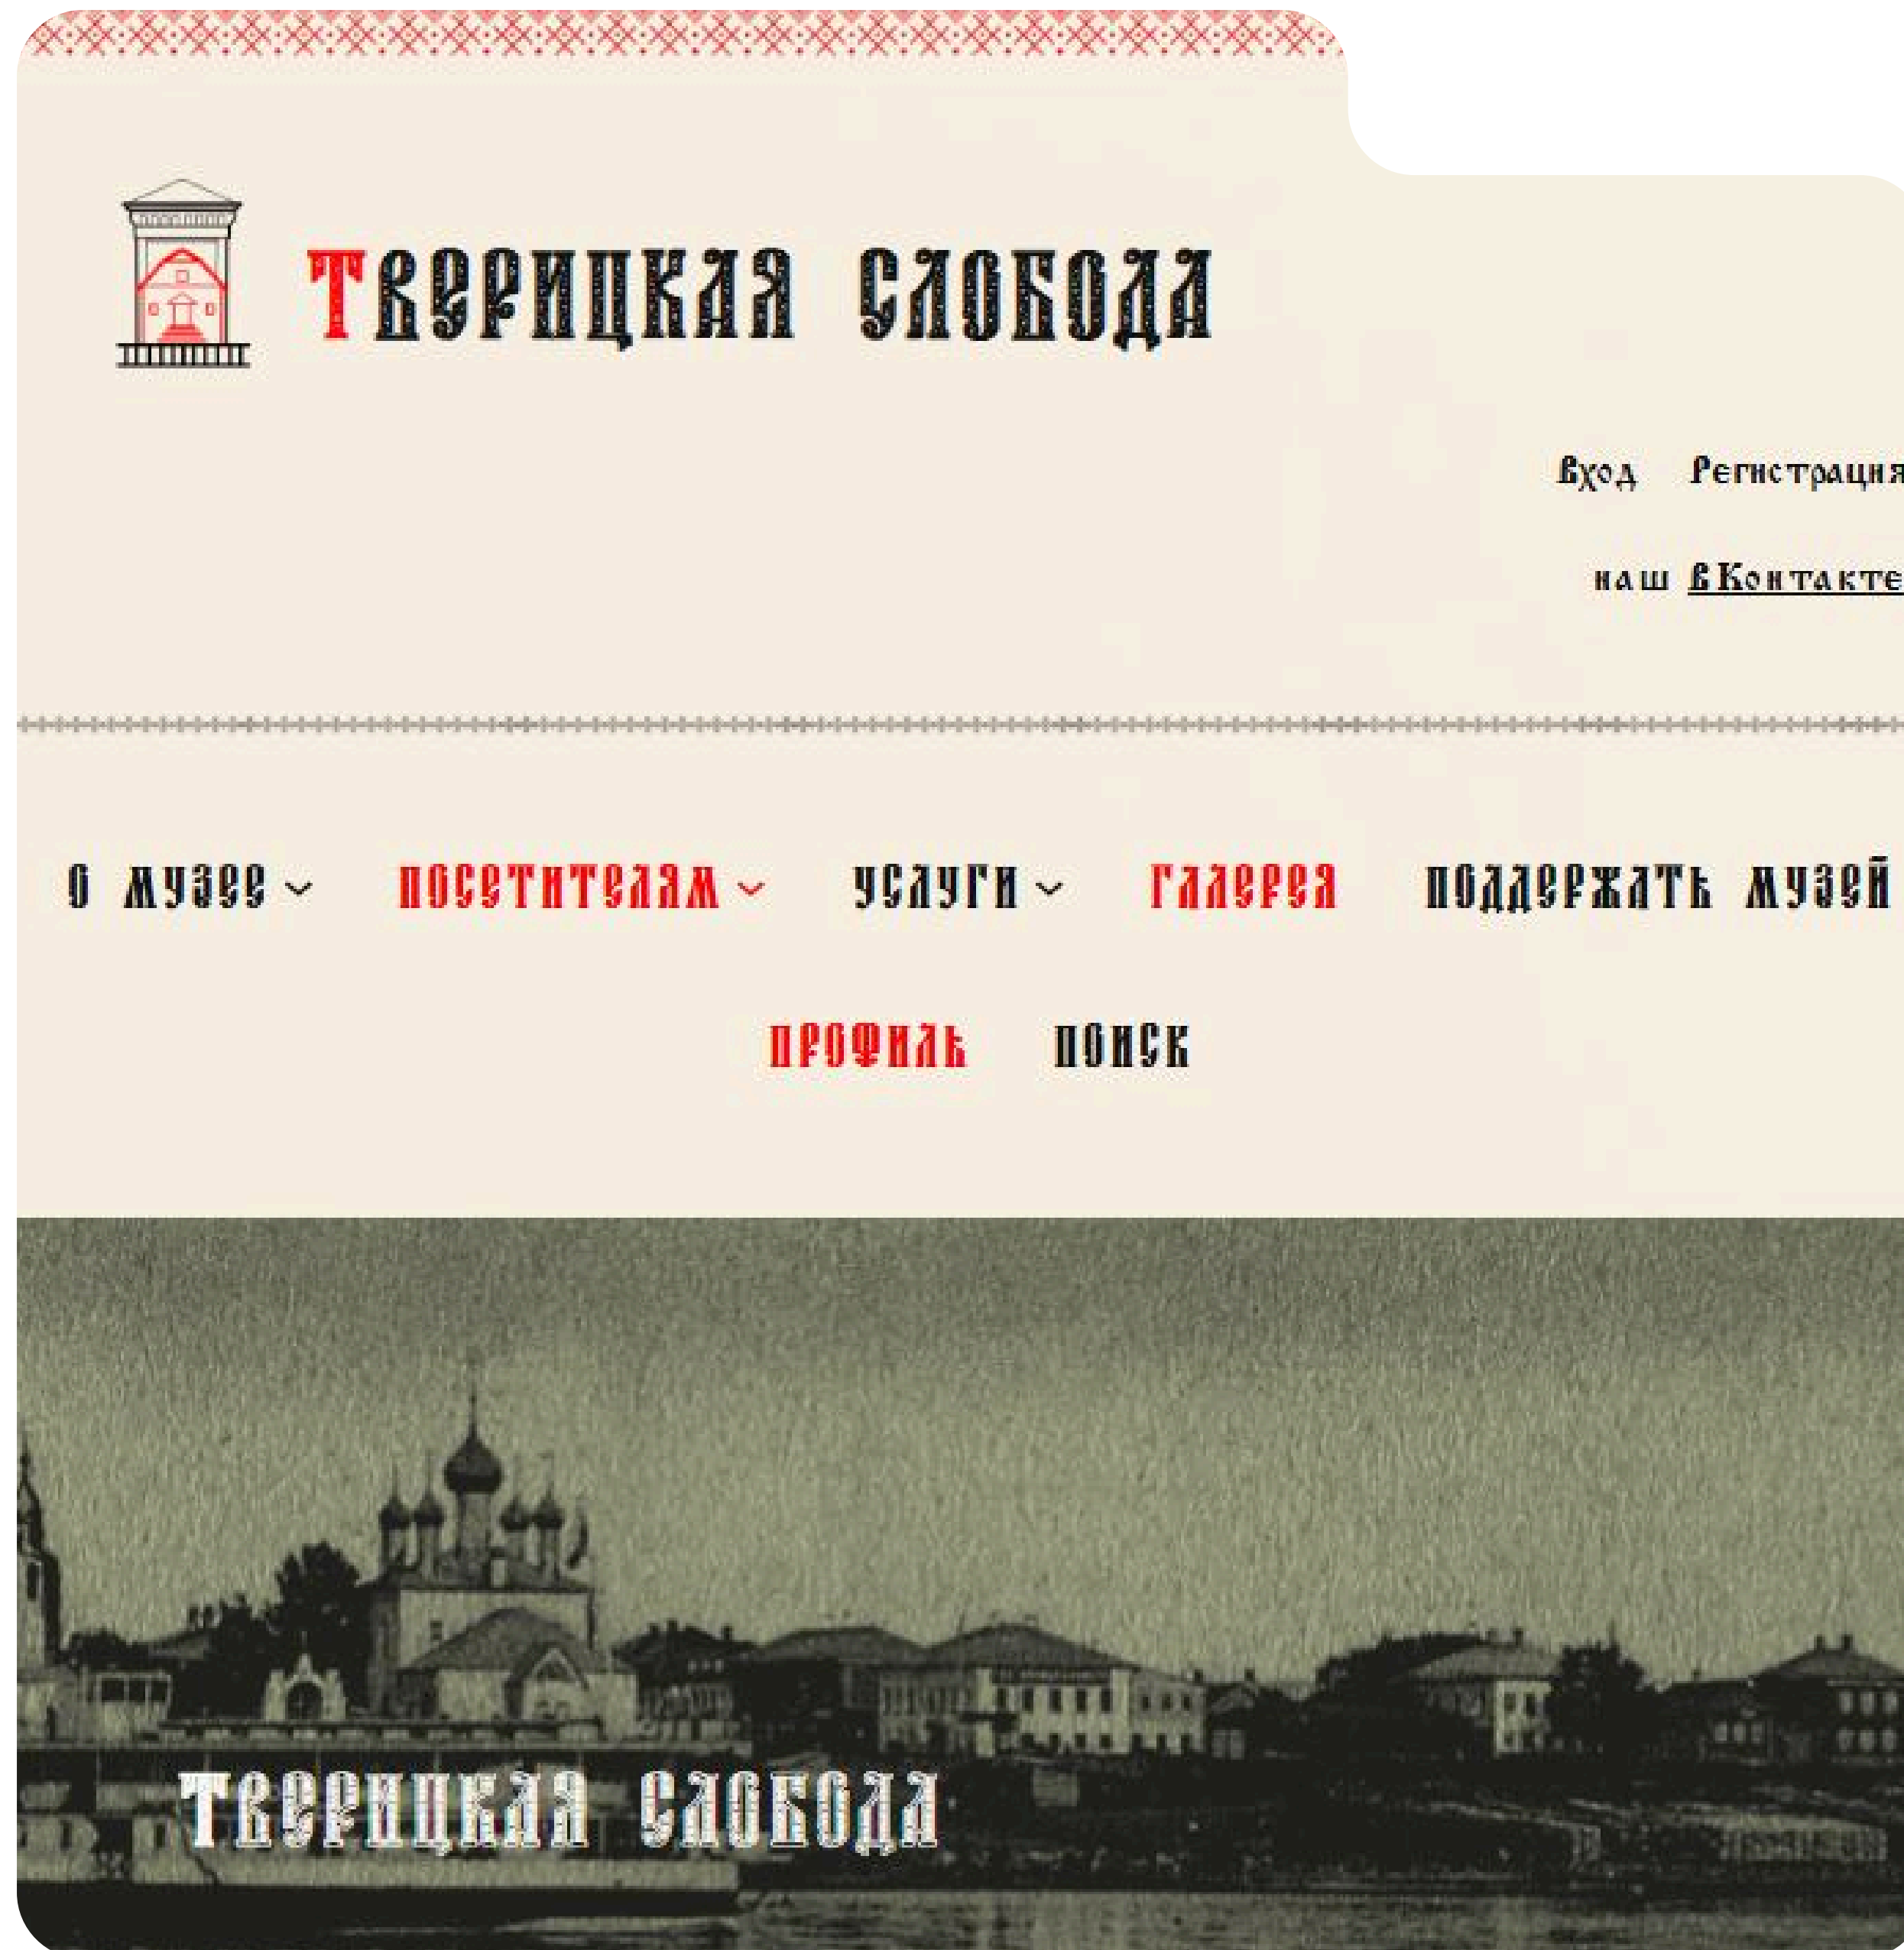 ТВЕРИЦКАЯ СЛОБОДА
Вход Регистрация
наш ВКонтакте
О МУЗЕЕ ПОСЕТИТЕЛЯМ УСЛУГИ ГАЛЕРЕЯ ПОДДЕРЖАТЬ МУЗЕЙ
ПРОФИЛЬ ПОИСК
ТВЕРИЦКАЯ СЛОБОДА